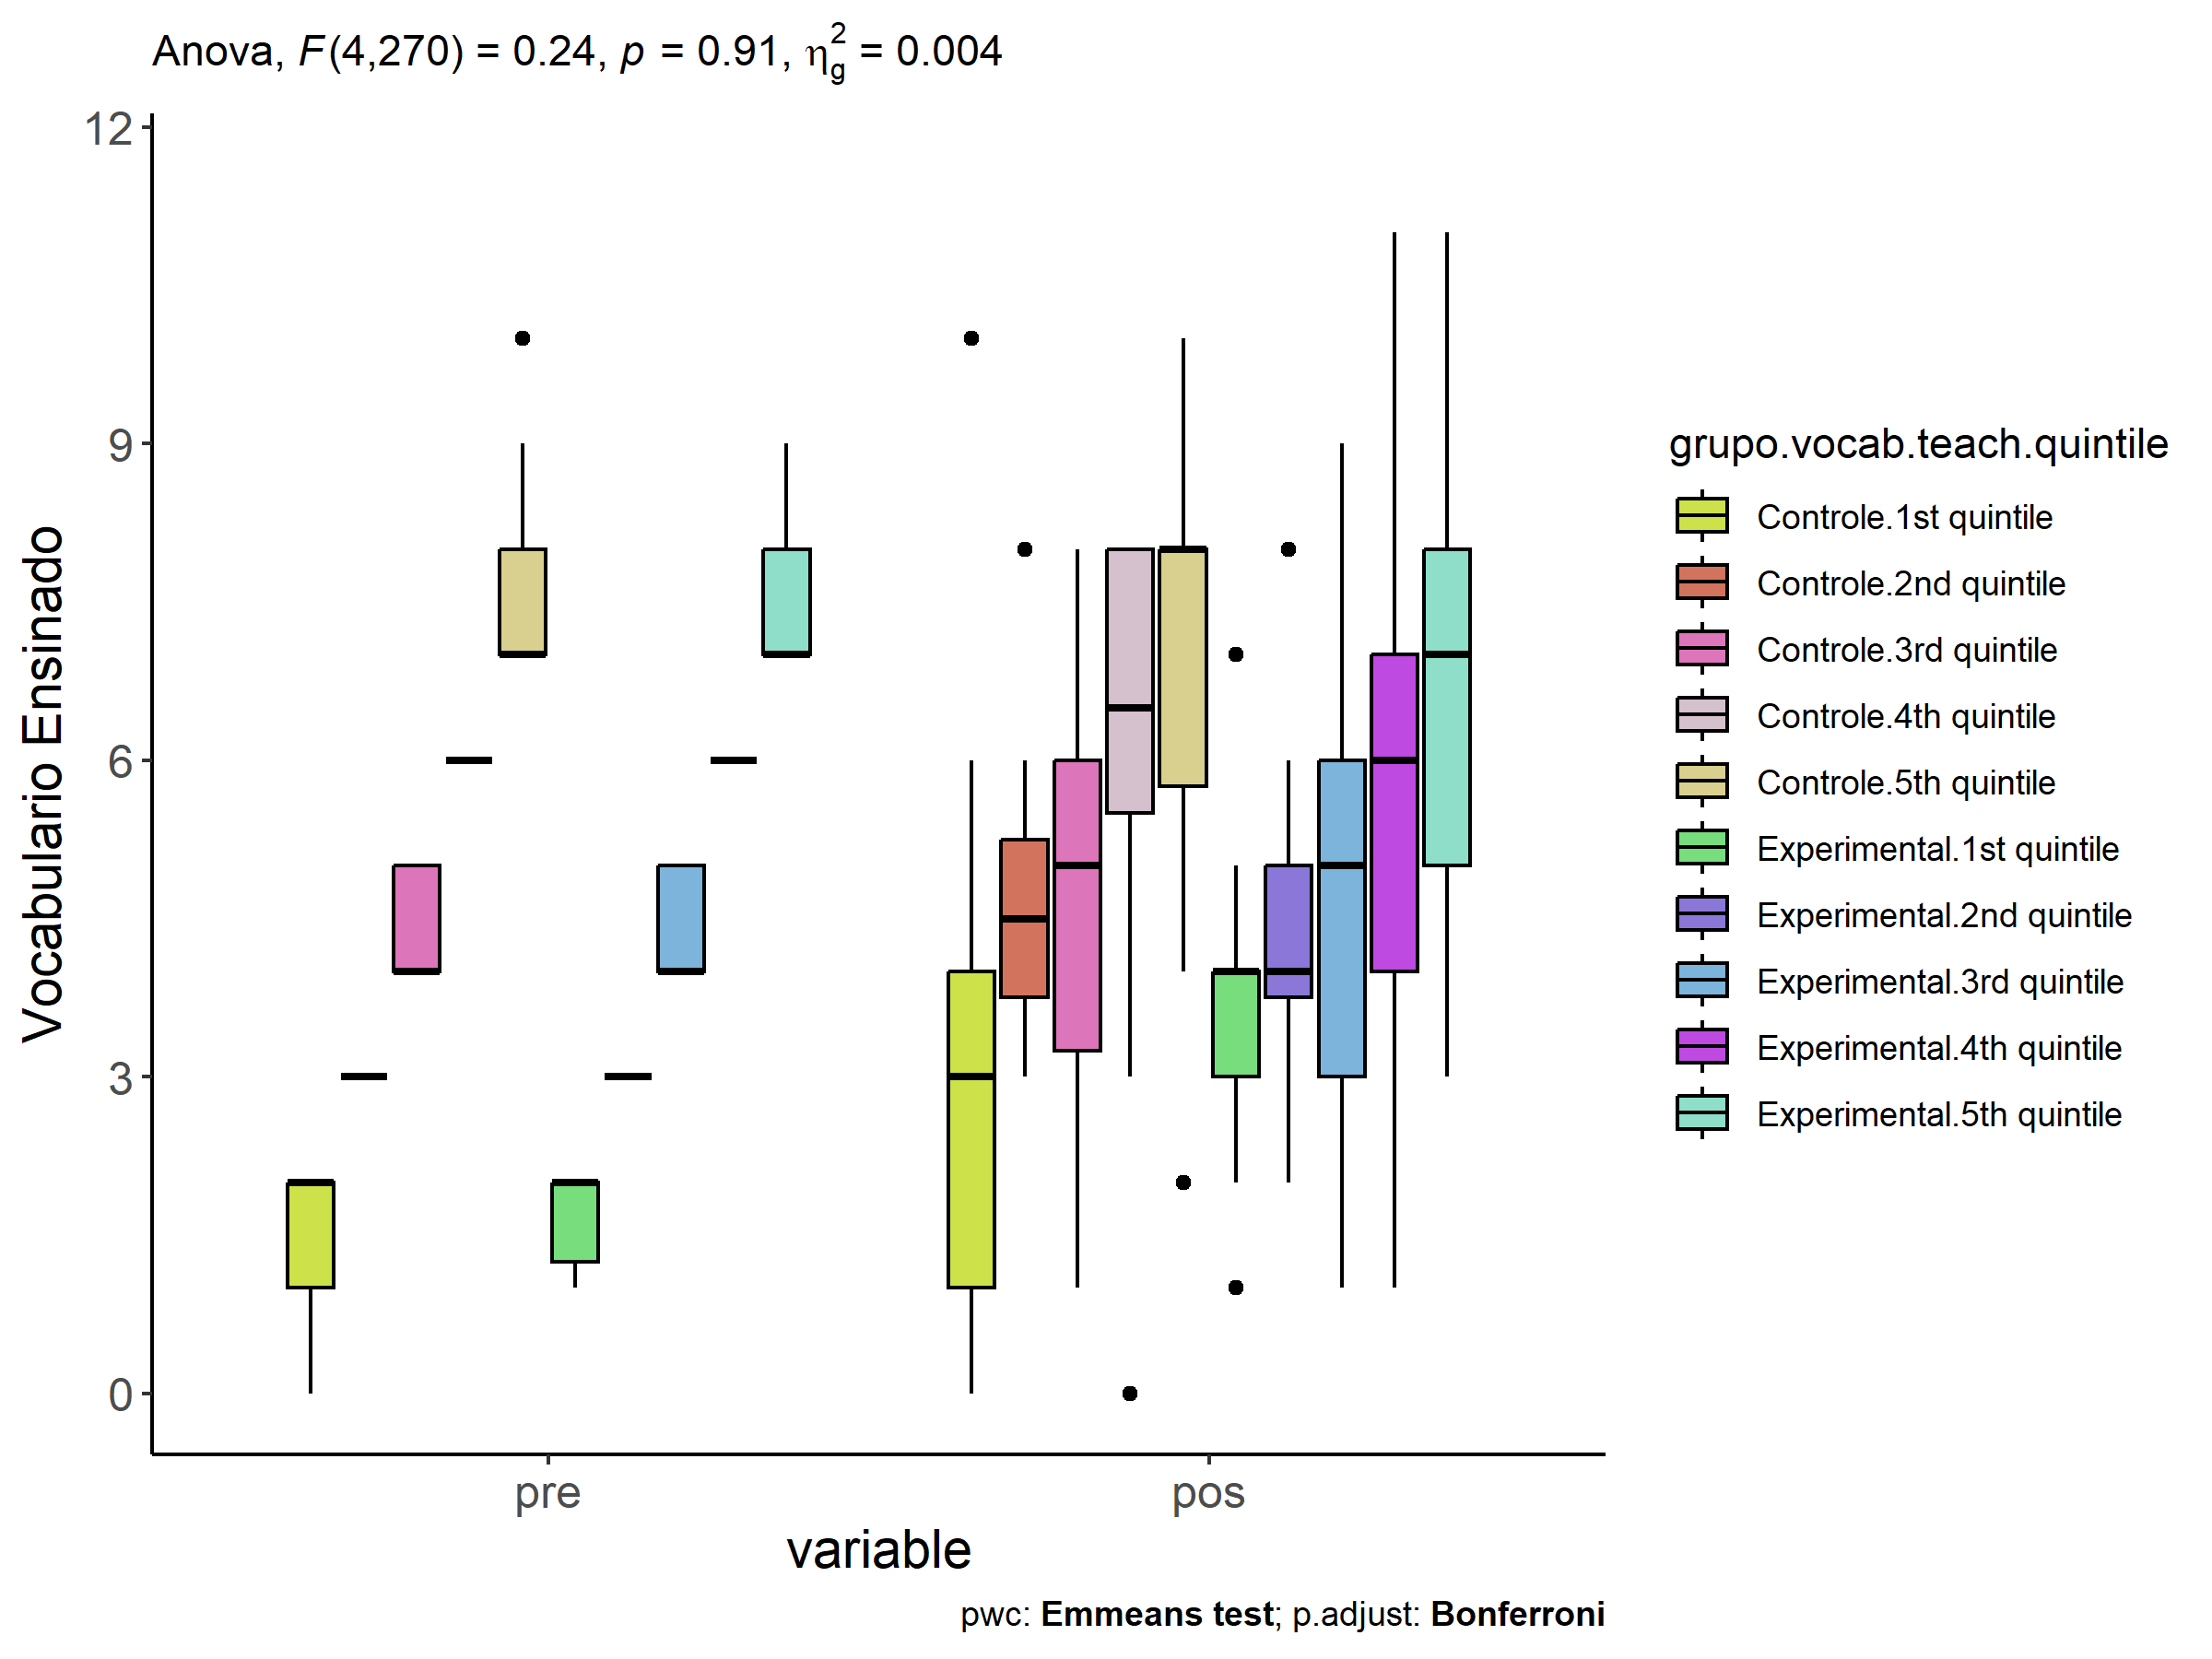 Anova, F(4,270) = 0.24, p = 0.91, η²g = 0.004
12
9
6
3
0
Vocabulario Ensinado
pre
pos
variable
grupo.vocab.teach.quintile
Controle.1st quintile
Controle.2nd quintile
Controle.3rd quintile
Controle.4th quintile
Controle.5th quintile
Experimental.1st quintile
Experimental.2nd quintile
Experimental.3rd quintile
Experimental.4th quintile
Experimental.5th quintile
pwc: Emmeans test; p.adjust: Bonferroni